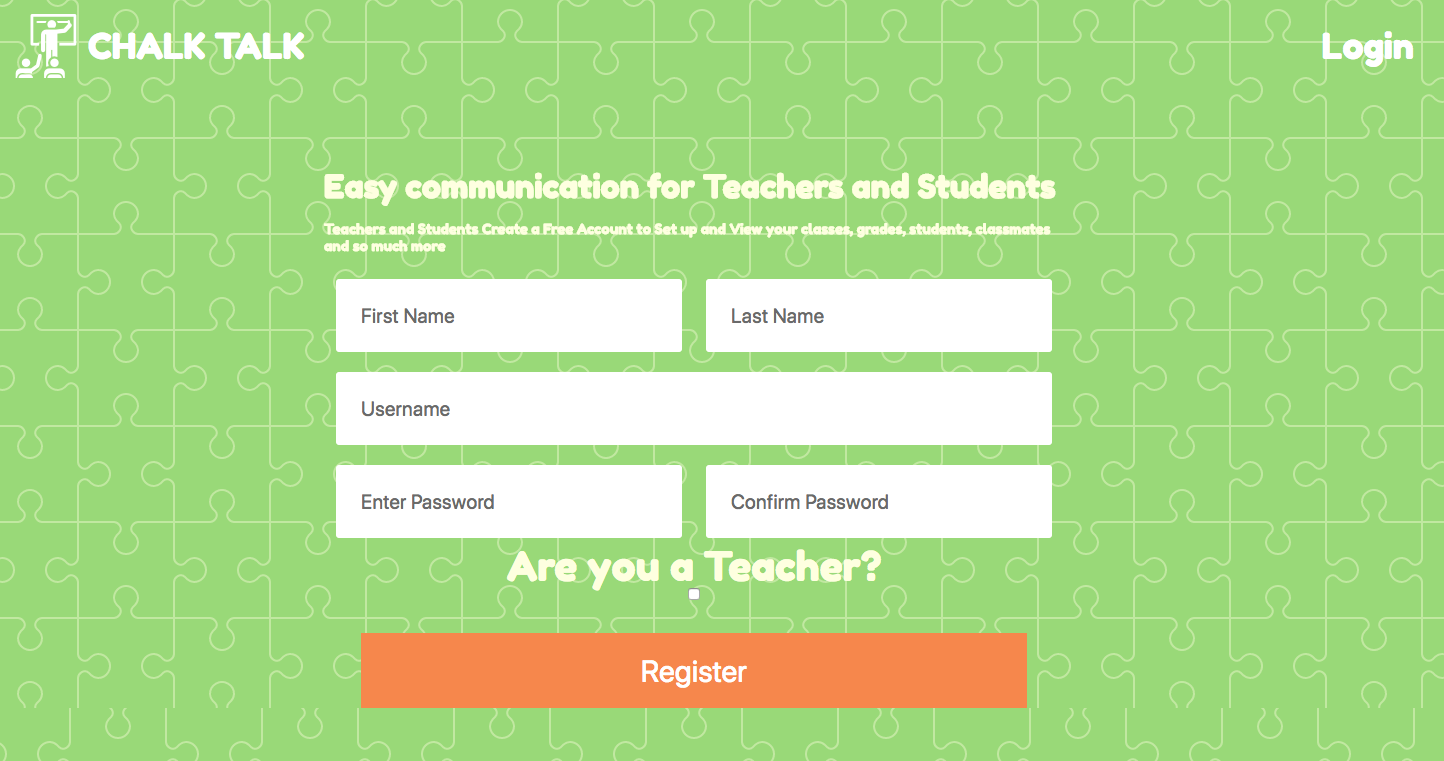 CHALK TALK
Login
Easy communication for Teachers and Students
Teachers and Students Create a Free Account to Set up and View your classes, grades, students, classmates
and so much more
First Name
Last Name
Username
Enter Password
Confirm Password
Are you a Teacher?
Register